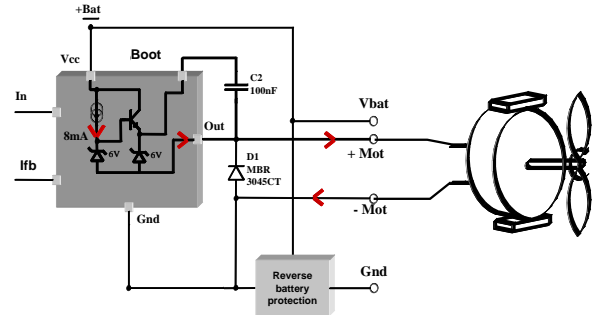 +Bat
Vcc
Boot
In
8mA
6V
6V
Out
Ifb
Gnd
C2
100nF
D1
MBR
3045CT
Vbat
+ Mot
- Mot
Gnd
Reverse
battery
protection